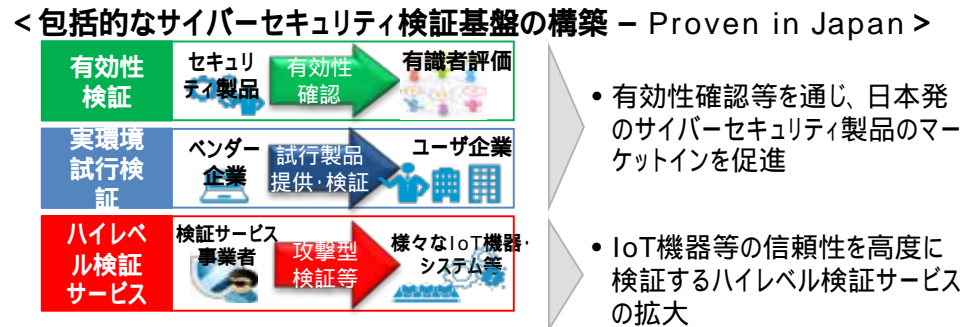 <包括的なサイバーセキュリティ検証基盤の構築 – Proven in Japan>
有効性
検証
セキュリ
ティ製品
有効性
確認
有識者評価
実環境
試行検
証
ベンダー
企業
試行製品
提供・検証
ユーザ企業
ハイレベ
ル検証
サービス
検証サービス
事業者
攻撃型
検証等
様々なIoT機器・
システム等
• 有効性確認等を通じ、日本発
のサイバーセキュリティ製品のマー
ケットインを促進
• IoT機器等の信頼性を高度に
検証するハイレベル検証サービス
の拡大